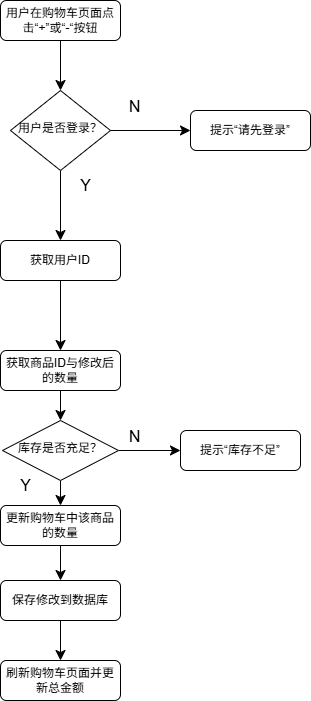 用户在购物车页面点
击“+”或“-“按钮
N
用户是否登录？
提示“请先登录”
Y
获取用户ID
获取商品ID与修改后
的数量
N
库存是否充足？
提示“库存不足”
Y
更新购物车中该商品
的数量
保存修改到数据库
刷新购物车页面并更
新总金额